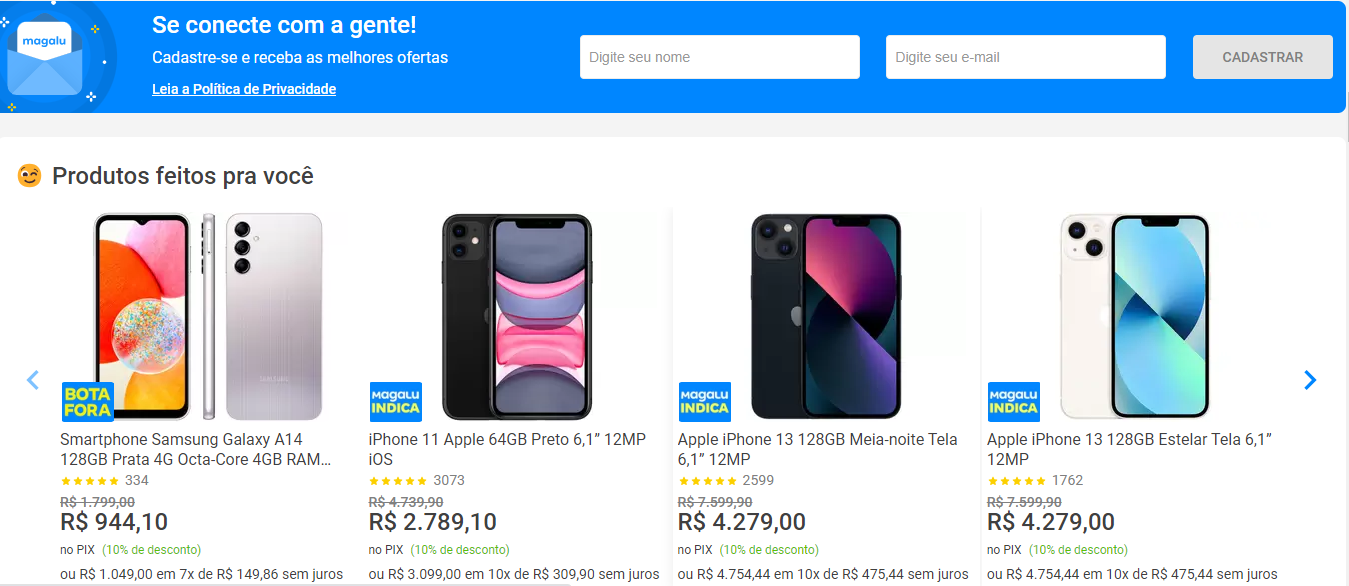 magalu
Se conecte com a gente!
Cadastre-se e receba as melhores ofertas
Leia a Política de Privacidade
Digite seu nome
Digite seu e-mail
CADASTRAR
Produtos feitos pra você
BOTA
FORA
Smartphone Samsung Galaxy A14
128GB Prata 4G Octa-Core 4GB RAM...
334
R$ 1.799,00
R$ 944,10
no PIX (10% de desconto)
ou R$ 1.049,00 em 7x de R$ 149,86 sem juros
MAGALU
INDICA
iPhone 11 Apple 64GB Preto 6,1” 12MP
iOS
3073
R$ 4.739,90
R$ 2.789,10
no PIX (10% de desconto)
ou R$ 3.099,00 em 10x de R$ 309,90 sem juros
MAGALU
INDICA
Apple iPhone 13 128GB Meia-noite Tela
6,1” 12MP
2599
R$ 7.599,90
R$ 4.279,00
no PIX (10% de desconto)
ou R$ 4.754,44 em 10x de R$ 475,44 sem juros
MAGALU
INDICA
Apple iPhone 13 128GB Estelar Tela 6,1”
12MP
1762
R$ 7.599,90
R$ 4.279,00
no PIX (10% de desconto)
ou R$ 4.754,44 em 10x de R$ 475,44 sem juros